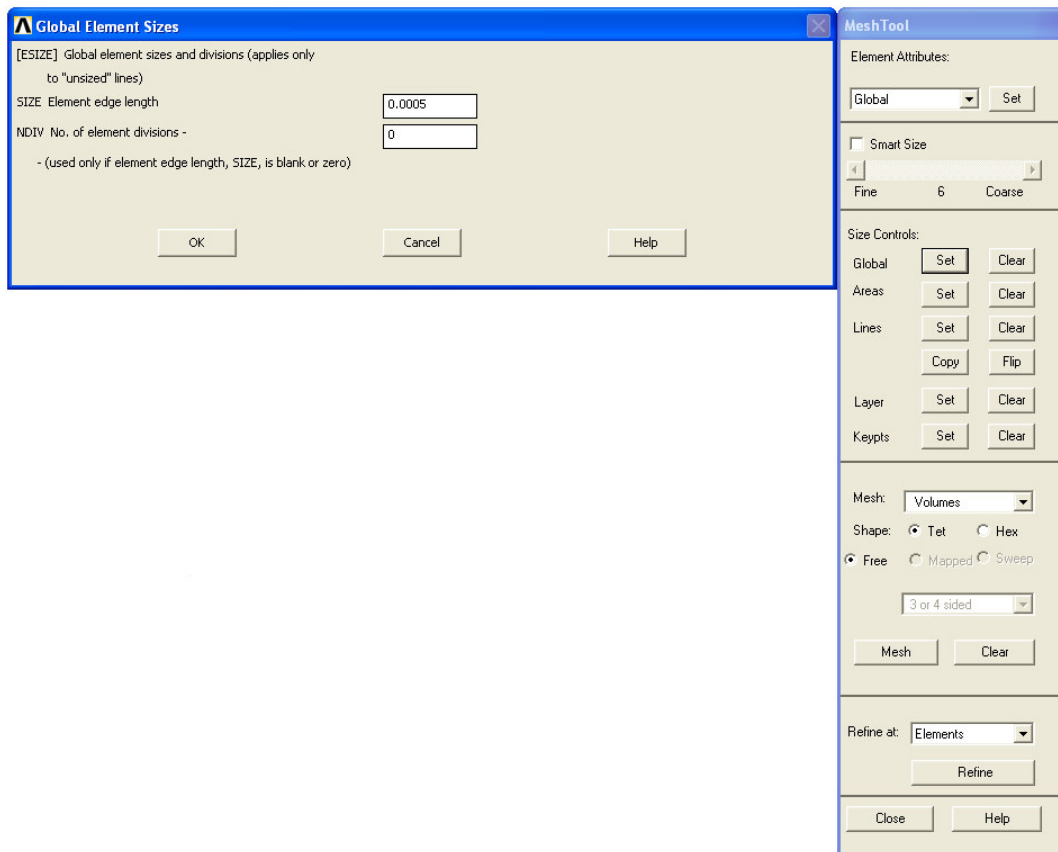 Global Element Sizes
[ESIZE] Global element sizes and divisions (applies only
to "unsized" lines)
SIZE Element edge length 0.0005
NDIV No. of element divisions - 0
- (used only if element edge length, SIZE, is blank or zero)
OK Cancel Help
MeshTool
Element Attributes:
Global Set
Smart Size
Fine 6 Coarse
Size Controls:
Global Set Clear
Areas Set Clear
Lines Set Clear
Copy Flip
Layer Set Clear
Keypts Set Clear
Mesh: Volumes
Shape: Tet Hex
Free Mapped Sweep
3 or 4 sided
Mesh Clear
Refine at: Elements
Refine
Close Help